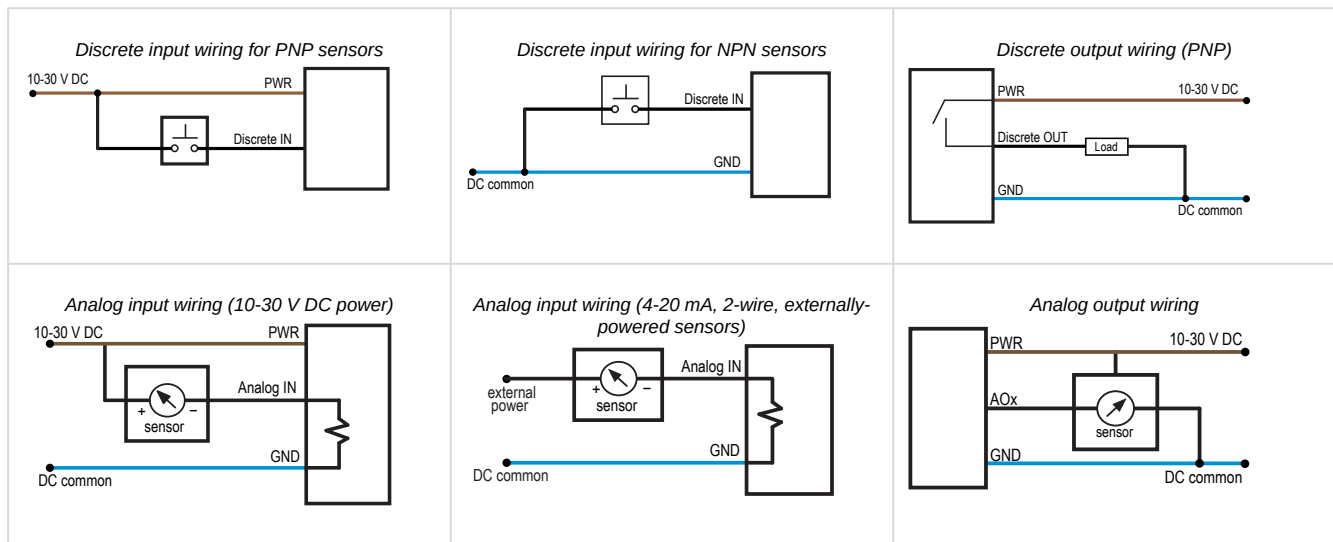 Discrete input wiring for PNP sensors
10-30 V DC
PWR
Discrete IN
Discrete input wiring for NPN sensors
Discrete IN
GND
DC common
Discrete output wiring (PNP)
PWR
10-30 V DC
Discrete OUT
Load
GND
DC common
Analog input wiring (10-30 V DC power)
10-30 V DC
PWR
Analog IN
+ −
sensor
GND
DC common
Analog input wiring (4-20 mA, 2-wire, externally-
powered sensors)
Analog IN
external
power
+ −
sensor
GND
DC common
Analog output wiring
PWR
10-30 V DC
AOx
sensor
GND
DC common